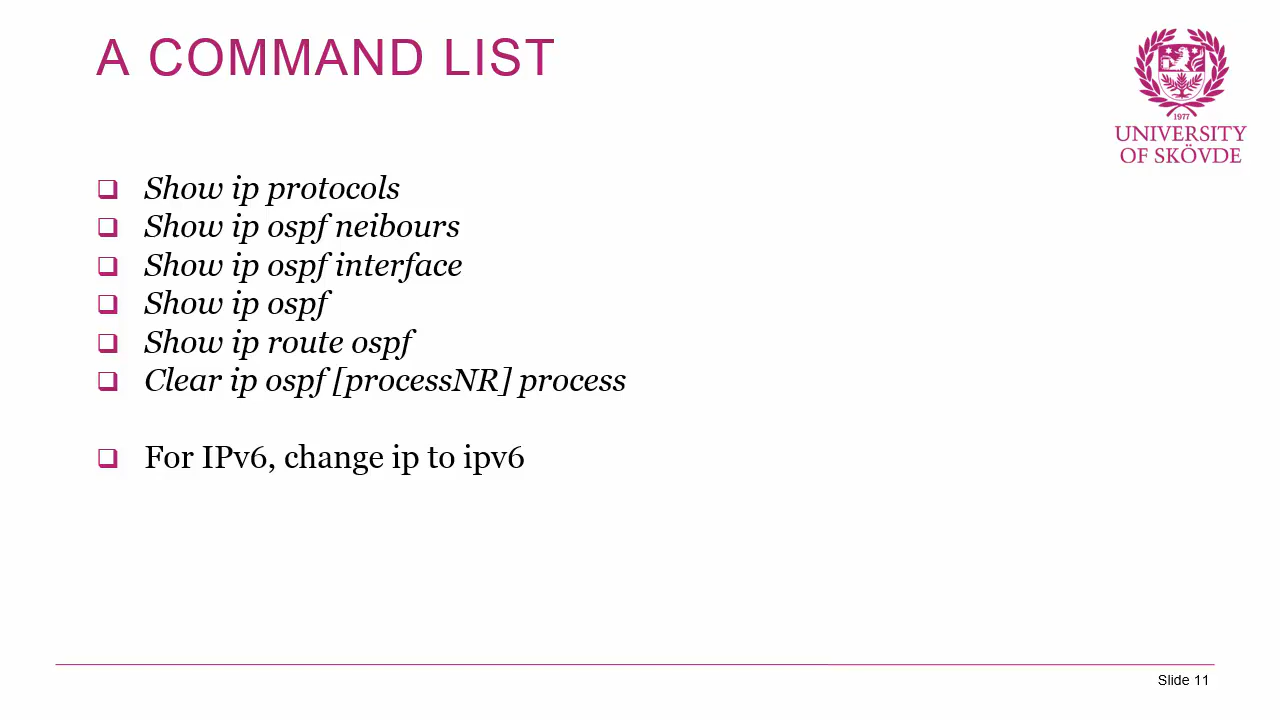 A COMMAND LIST
1977
UNIVERSITY
OF SKÖVDE
Show ip protocols
Show ip ospf neibours
Show ip ospf interface
Show ip ospf
Show ip route ospf
Clear ip ospf [processNR] process
For IPv6, change ip to ipv6
Slide 11